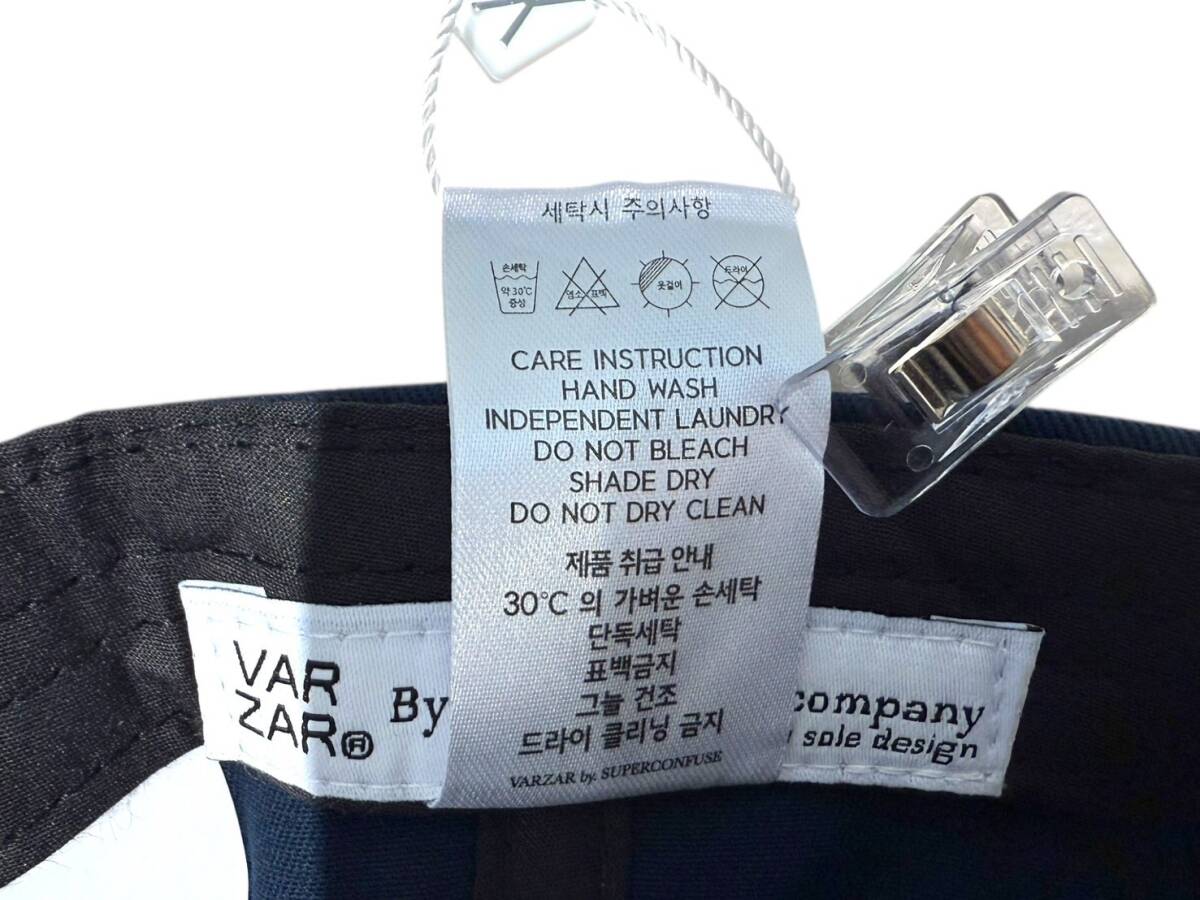 세탁시 주의사항
손세탁
약 30℃
중성
염소 표백
옷걸이
드라이
CARE INSTRUCTION
HAND WASH
INDEPENDENT LAUNDRY
DO NOT BLEACH
SHADE DRY
DO NOT DRY CLEAN
제품 취급 안내
30℃ 의 가벼운 손세탁
단독세탁
표백금지
그늘 건조
드라이 클리닝 금지
VARZAR by. SUPERCONFUSE
VAR
ZAR®
By company
sole design